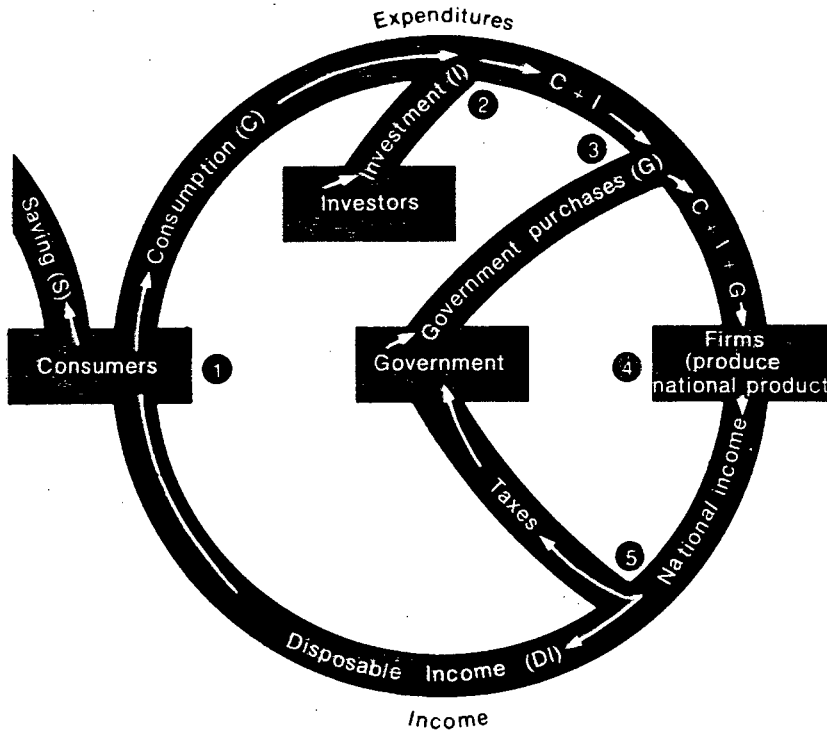 Expenditures
C + I
Investment (I)
2
Consumption (C)
3
Investors
Government purchases (G)
C + I + G
Saving (S)
Consumers
1
Government
4
Firms
(produce
national product
Taxes
National income
5
Disposable Income (DI)
Income